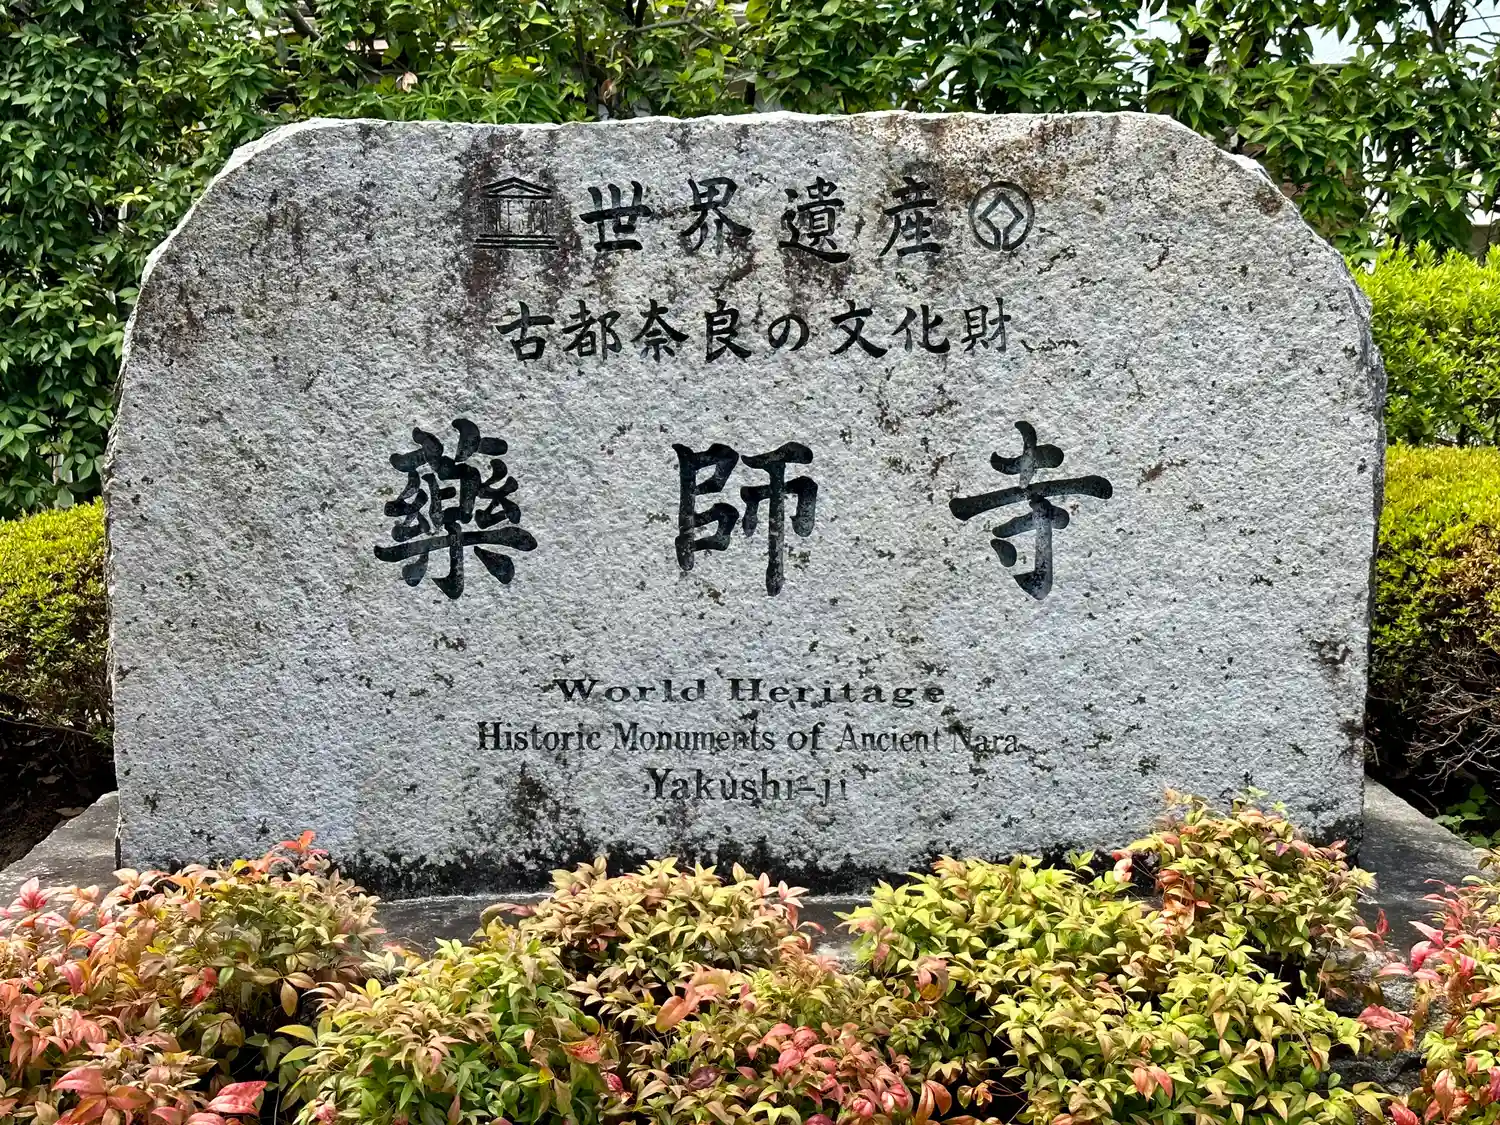 世界遺産
古都奈良の文化財
藥師寺
World Heritage
Historic Monuments of Ancient Nara
Yakushi-ji